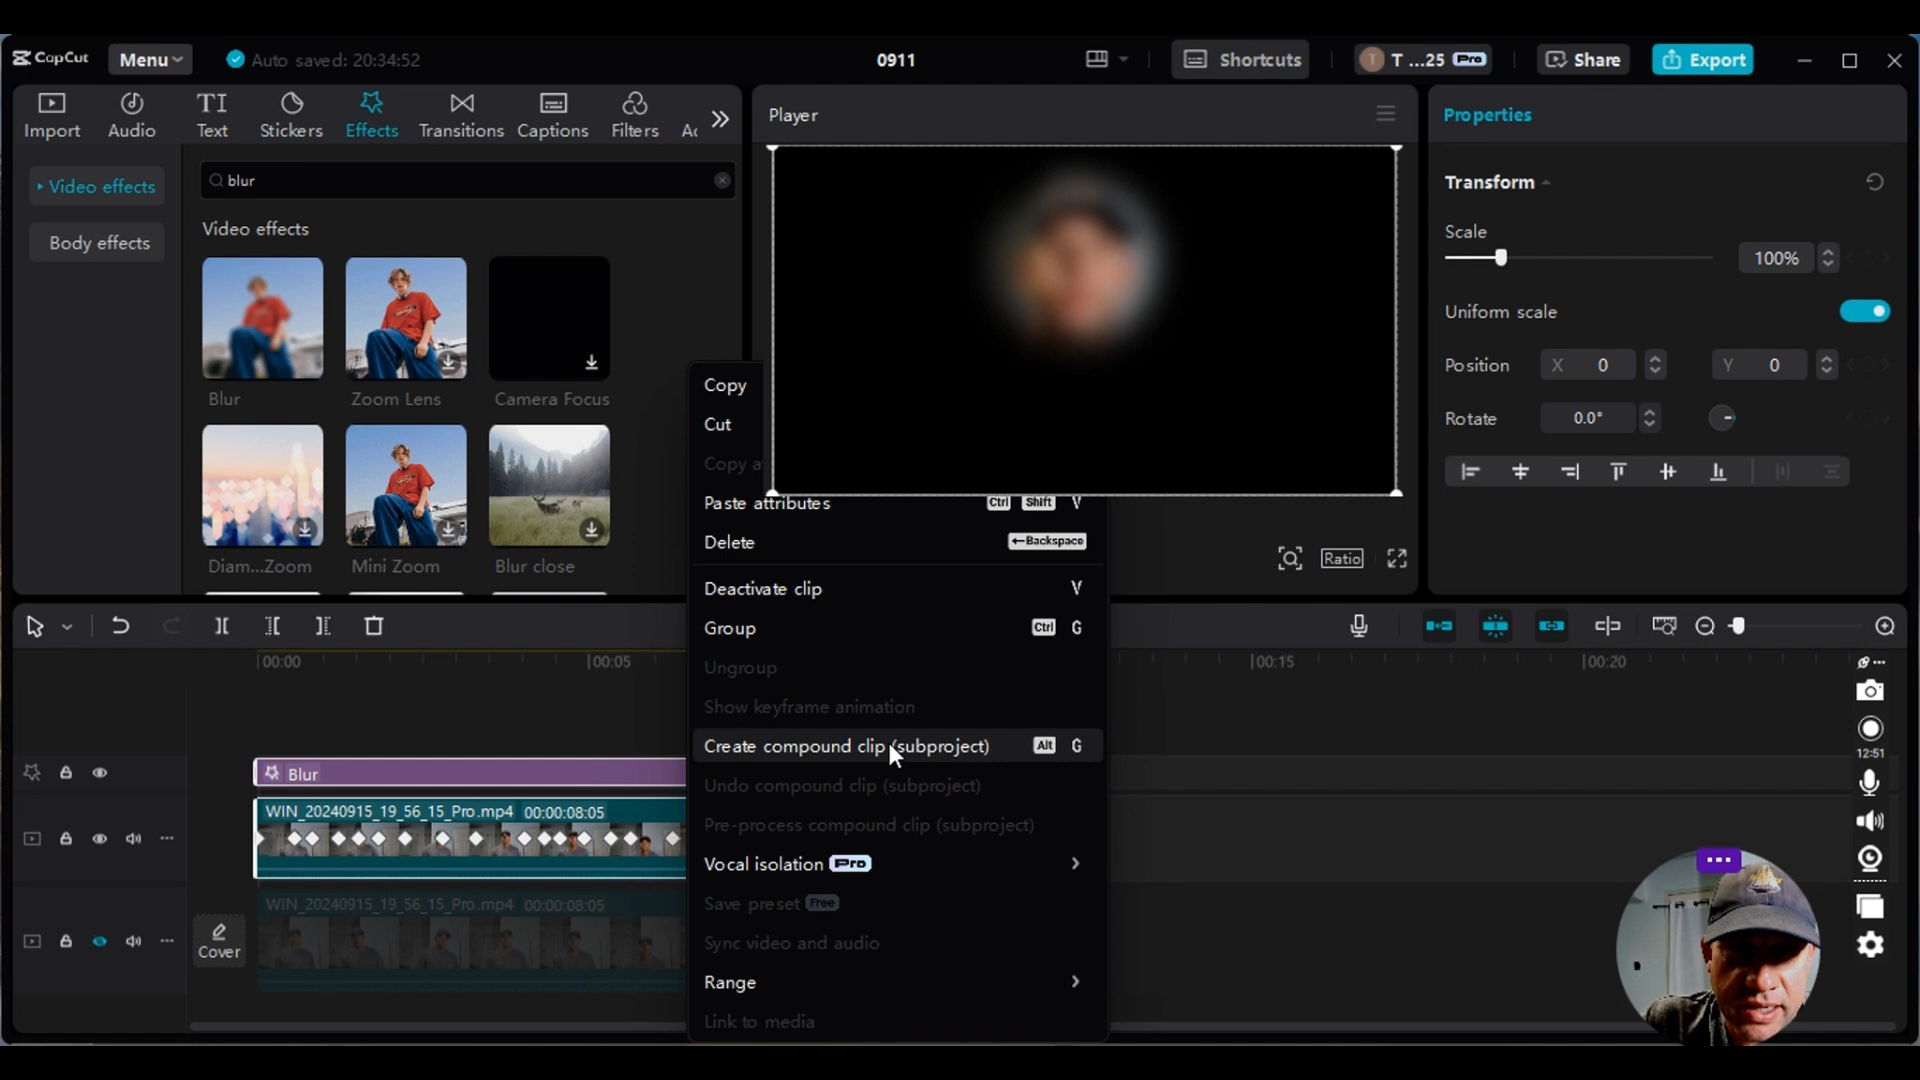 CapCut
Menu
Auto saved: 20:34:52
0911
Shortcuts
T ...25 Pro
Share
Export
Import
Audio
Text
Stickers
Effects
Transitions
Captions
Filters
Ac
TI
Player
Properties
Video effects
Body effects
blur
Video effects
Blur
Zoom Lens
Camera Focus
Diam...Zoom
Mini Zoom
Blur close
Transform
Scale
100%
Uniform scale
Position
X 0
Y 0
Rotate
0.0°
Ratio
Copy
Cut
Copy a
Paste attributes Ctrl Shift V
Delete ←Backspace
Deactivate clip V
Group Ctrl G
Ungroup
Show keyframe animation
Create compound clip (subproject) Alt G
Undo compound clip (subproject)
Pre-process compound clip (subproject)
Vocal isolation Pro
Save preset Free
Sync video and audio
Range
Link to media
00:00
00:05
00:15
00:20
Blur
WIN_20240915_19_56_15_Pro.mp4 00:00:08:05
WIN_20240915_19_56_15_Pro.mp4 00:00:08:05
Cover
12:51